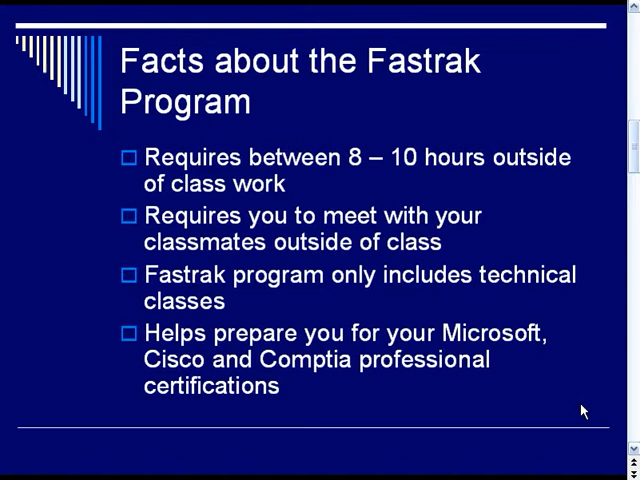 Facts about the Fastrak
Program
Requires between 8 – 10 hours outside
of class work
Requires you to meet with your
classmates outside of class
Fastrak program only includes technical
classes
Helps prepare you for your Microsoft,
Cisco and Comptia professional
certifications